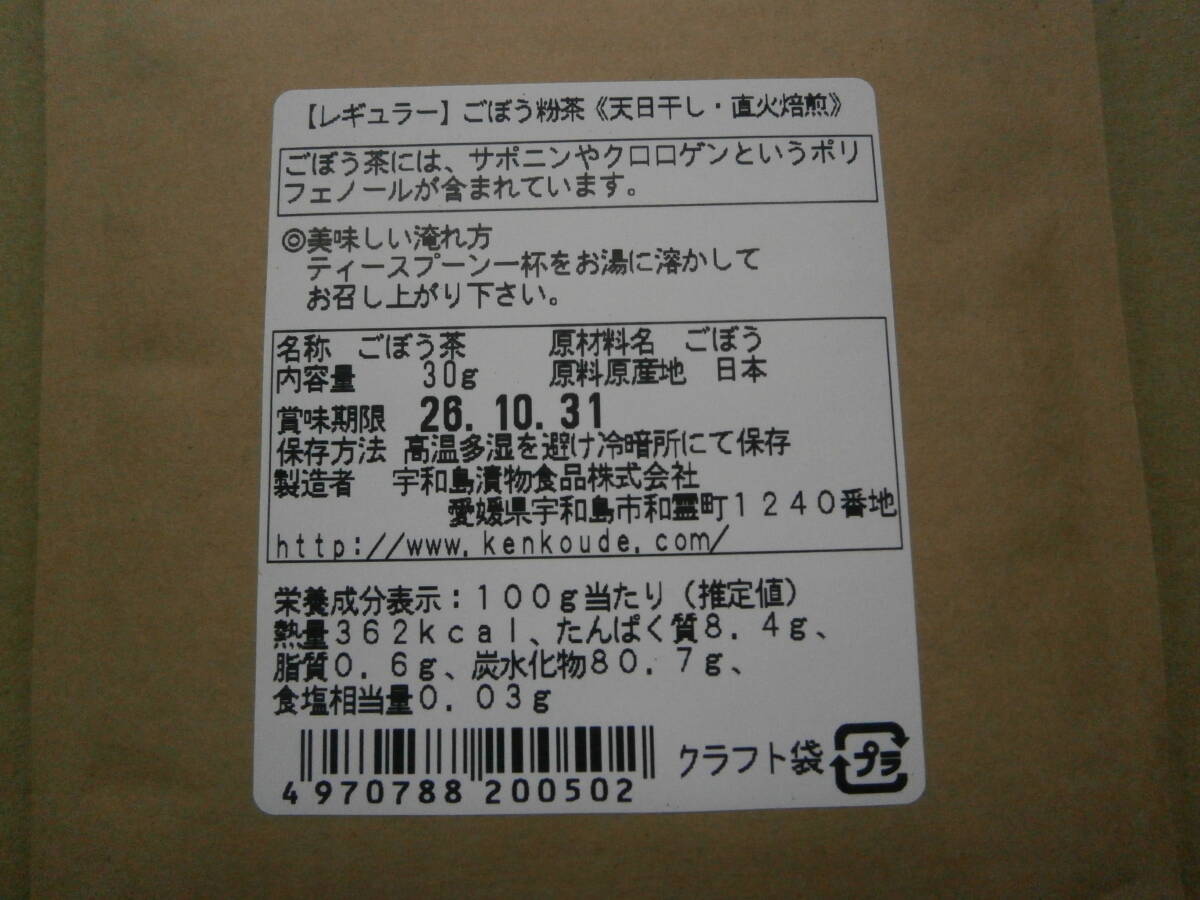 【レギュラー】ごぼう粉茶《天日干し・直火焙煎》
ごぼう茶には、サポニンやクロロゲンというポリ
フェノールが含まれています。
◎美味しい淹れ方
ティースプーン一杯をお湯に溶かして
お召し上がり下さい。
名称 ごぼう茶 原材料名 ごぼう
内容量 30g 原料原産地 日本
賞味期限 26.10.31
保存方法 高温多湿を避け冷暗所にて保存
製造者 宇和島漬物食品株式会社
愛媛県宇和島市和霊町1240番地
http://www.kenkoude.com/
栄養成分表示:100g当たり(推定値)
熱量362kcal、たんぱく質8.4g、
脂質0.6g、炭水化物80.7g、
食塩相当量0.03g
クラフト袋 プラ
4970788200502